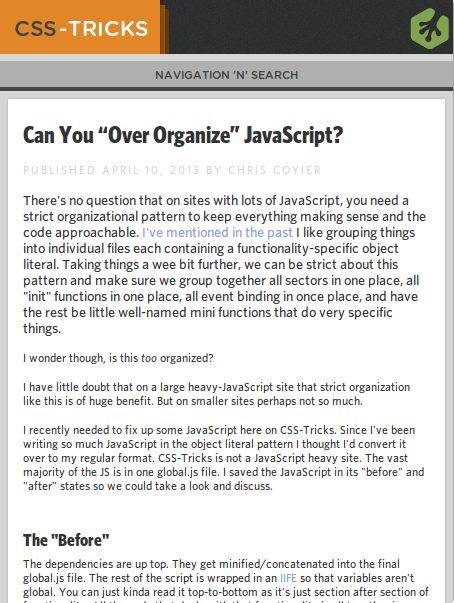 CSS-TRICKS
NAVIGATION 'N' SEARCH
Can You “Over Organize” JavaScript?
PUBLISHED APRIL 10, 2013 BY CHRIS COYIER
There's no question that on sites with lots of JavaScript, you need a
strict organizational pattern to keep everything making sense and the
code approachable. I've mentioned in the past I like grouping things
into individual files each containing a functionality-specific object
literal. Taking things a wee bit further, we can be strict about this
pattern and make sure we group together all sectors in one place, all
"init" functions in one place, all event binding in once place, and have
the rest be little well-named mini functions that do very specific
things.
I wonder though, is this too organized?
I have little doubt that on a large heavy-JavaScript site that strict organization
like this is of huge benefit. But on smaller sites perhaps not so much.
I recently needed to fix up some JavaScript here on CSS-Tricks. Since I've been
writing so much JavaScript in the object literal pattern I thought I'd convert it
over to my regular format. CSS-Tricks is not a JavaScript heavy site. The vast
majority of the JS is in one global.js file. I saved the JavaScript in its "before" and
"after" states so we could take a look and discuss.
The "Before"
The dependencies are up top. They get minified/concatenated into the final
global.js file. The rest of the script is wrapped in an IIFE so that variables aren't
global. You can just kinda read it top-to-bottom as it's just section after section of